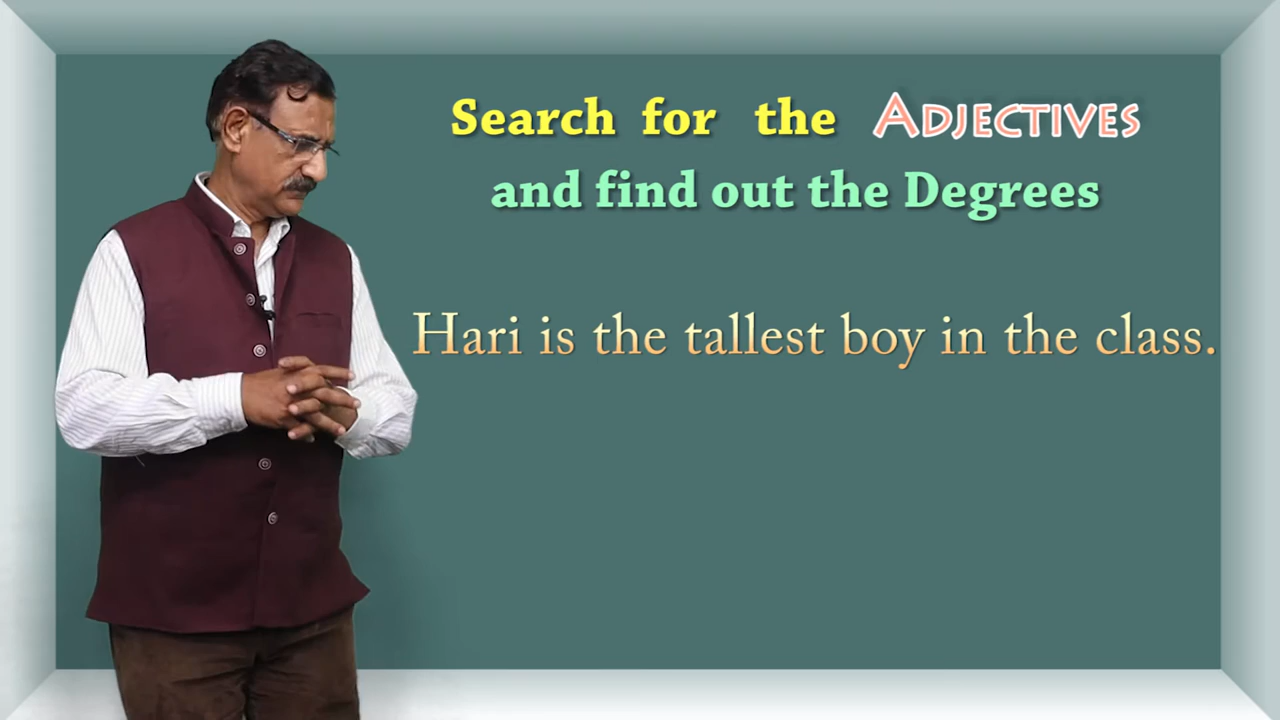 Search for the ADJECTIVES
and find out the Degrees
Hari is the tallest boy in the class.